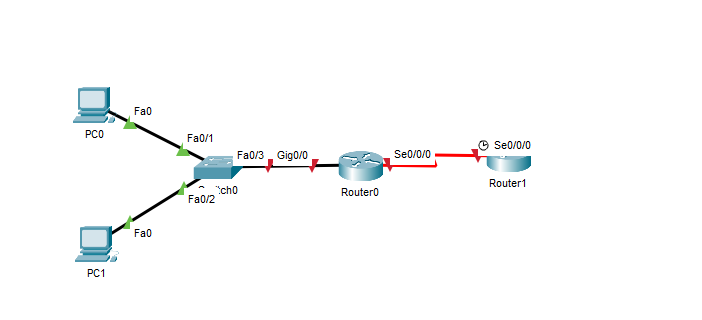 Fa0
PC0
Fa0/1
Fa0/3
Gig0/0
Se0/0/0
Se0/0/0
Router1
Router0
Fa0/2
Fa0
PC1